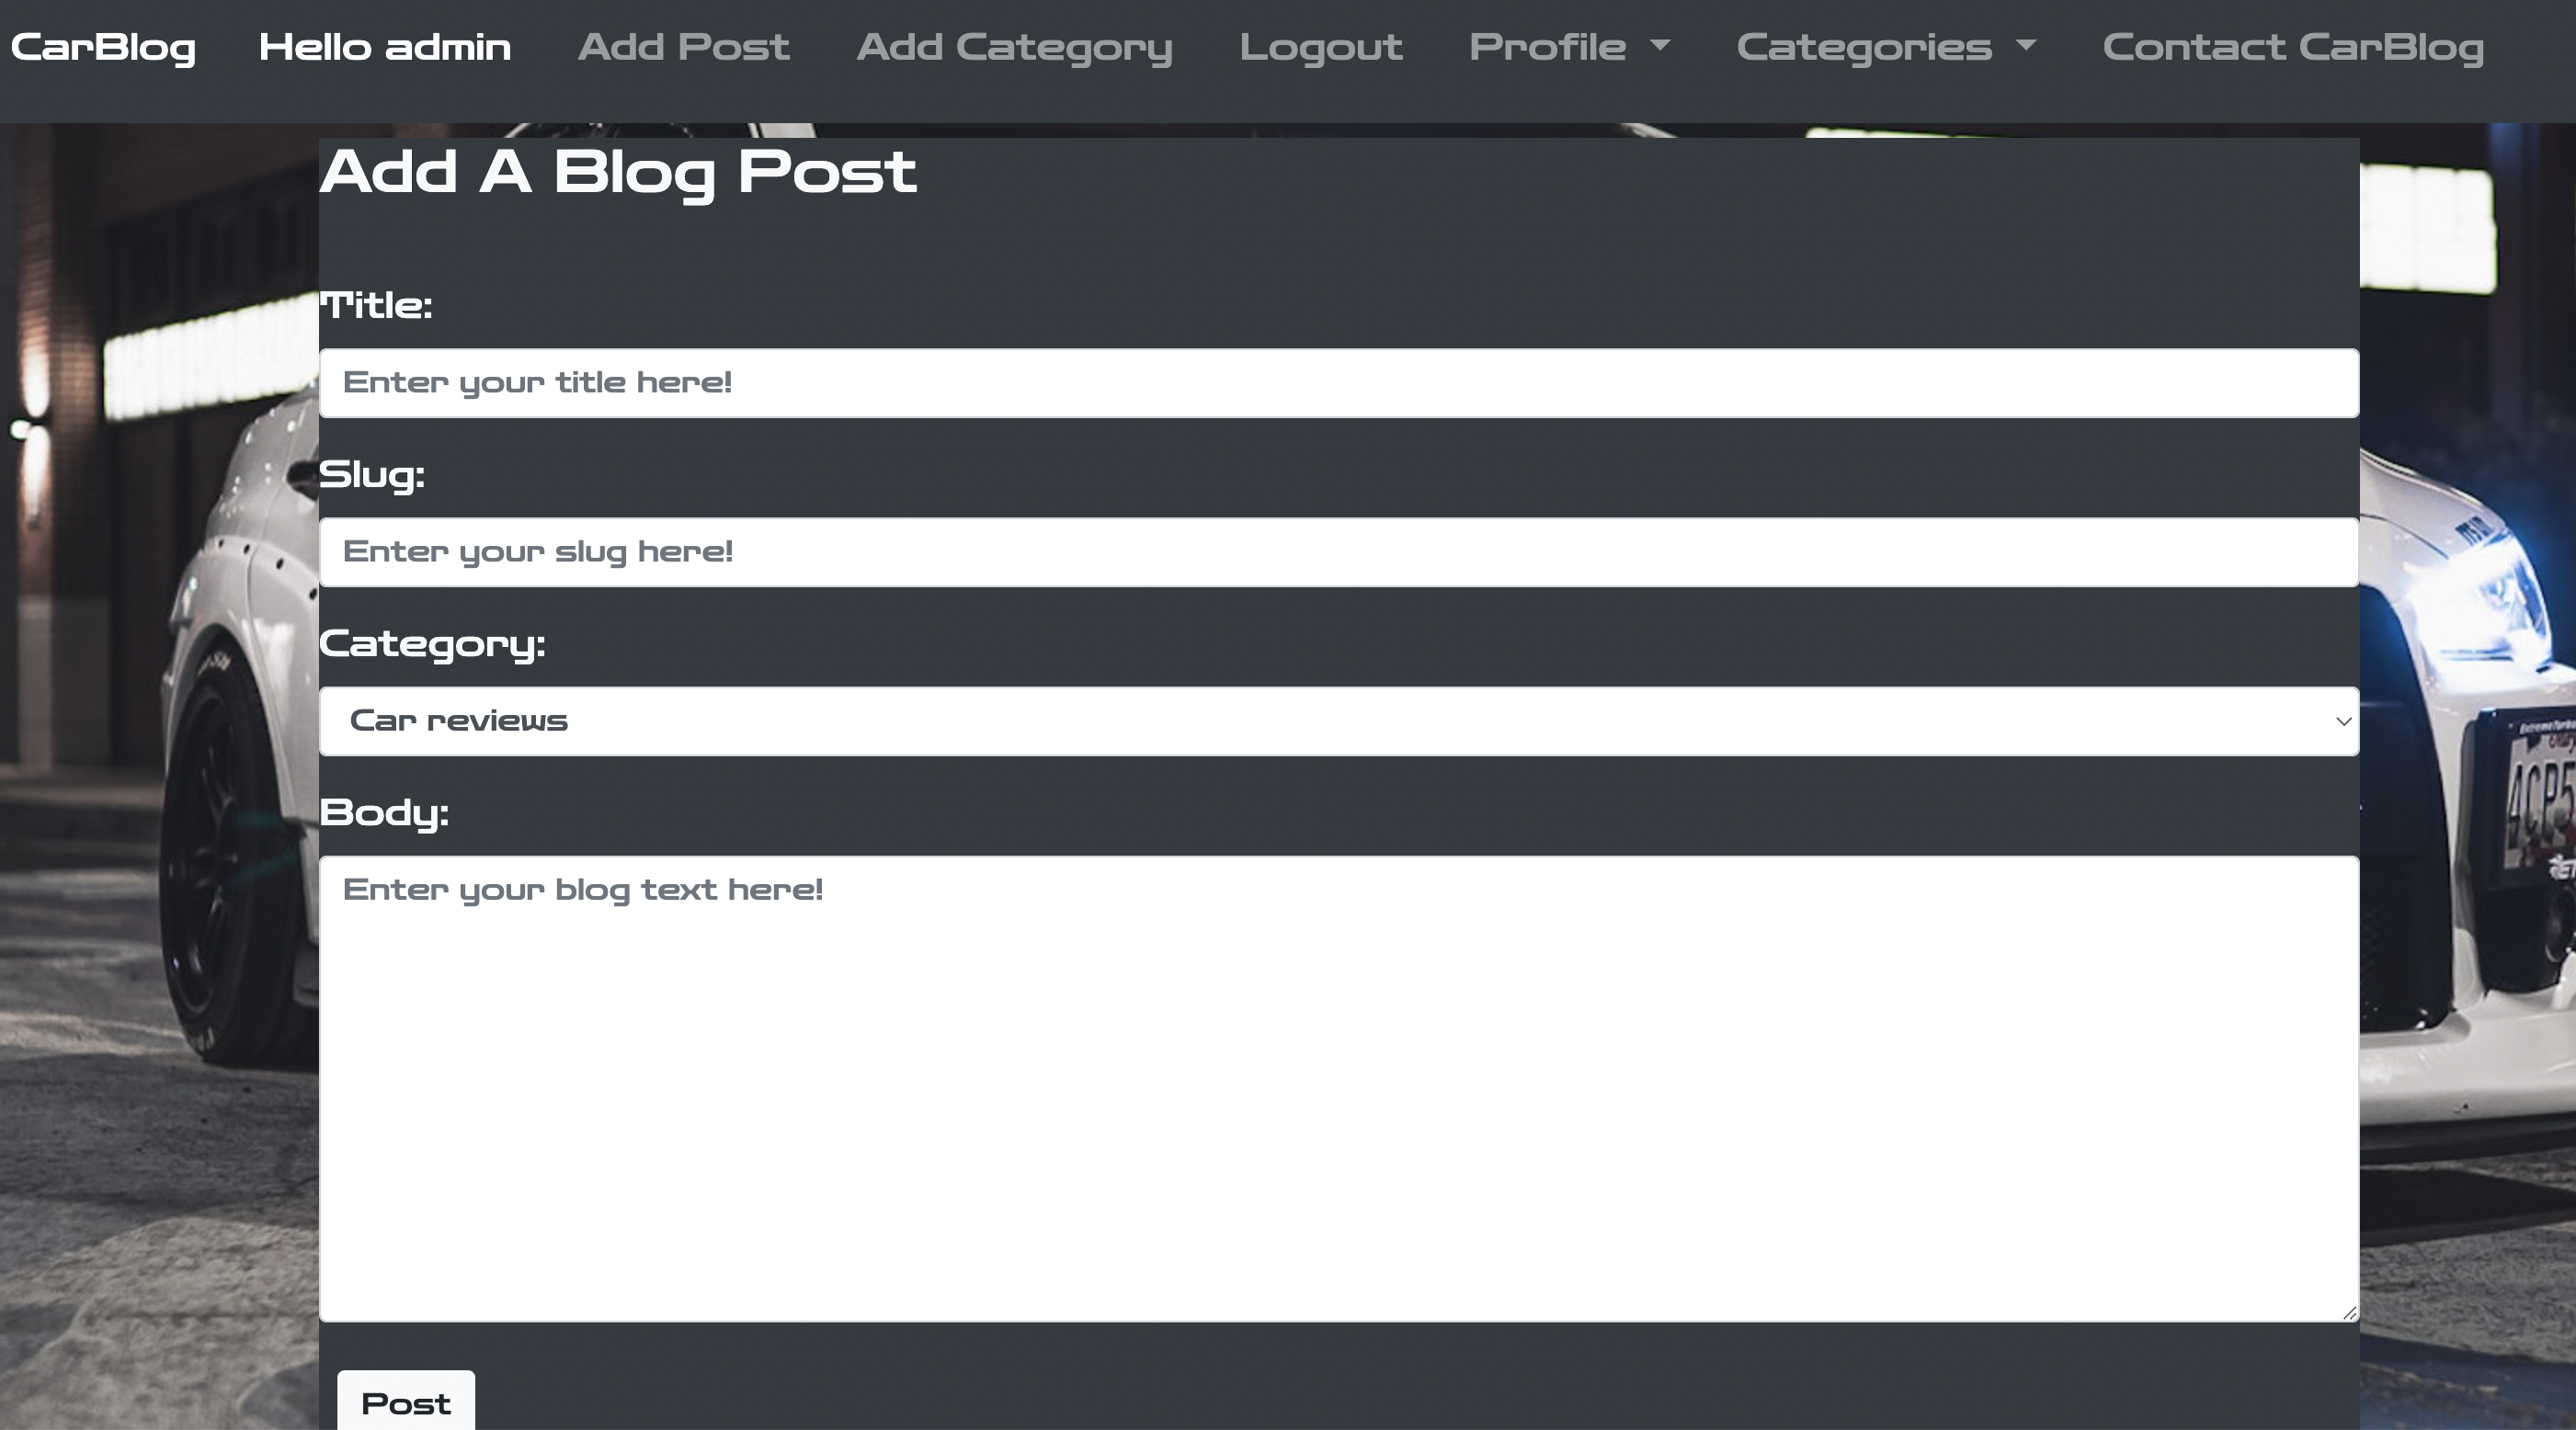 CarBlog Hello admin Add Post Add Category Logout Profile Categories Contact CarBlog
Add A Blog Post
Title:
Enter your title here!
Slug:
Enter your slug here!
Category:
Car reviews
Body:
Enter your blog text here!
Post
4CP5